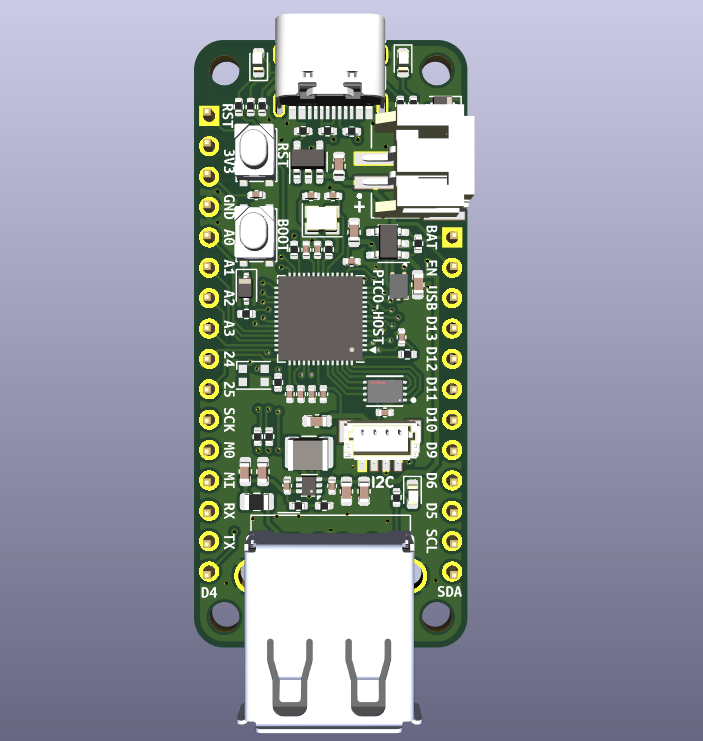 RST
3V3
GND
A0
A1
A2
A3
24
25
SCK
M0
MI
RX
TX
D4
RST
BOOT
+
PICO-HOST
I2C
BAT
EN
USB
D13
D12
D11
D10
D9
D6
D5
SCL
SDA